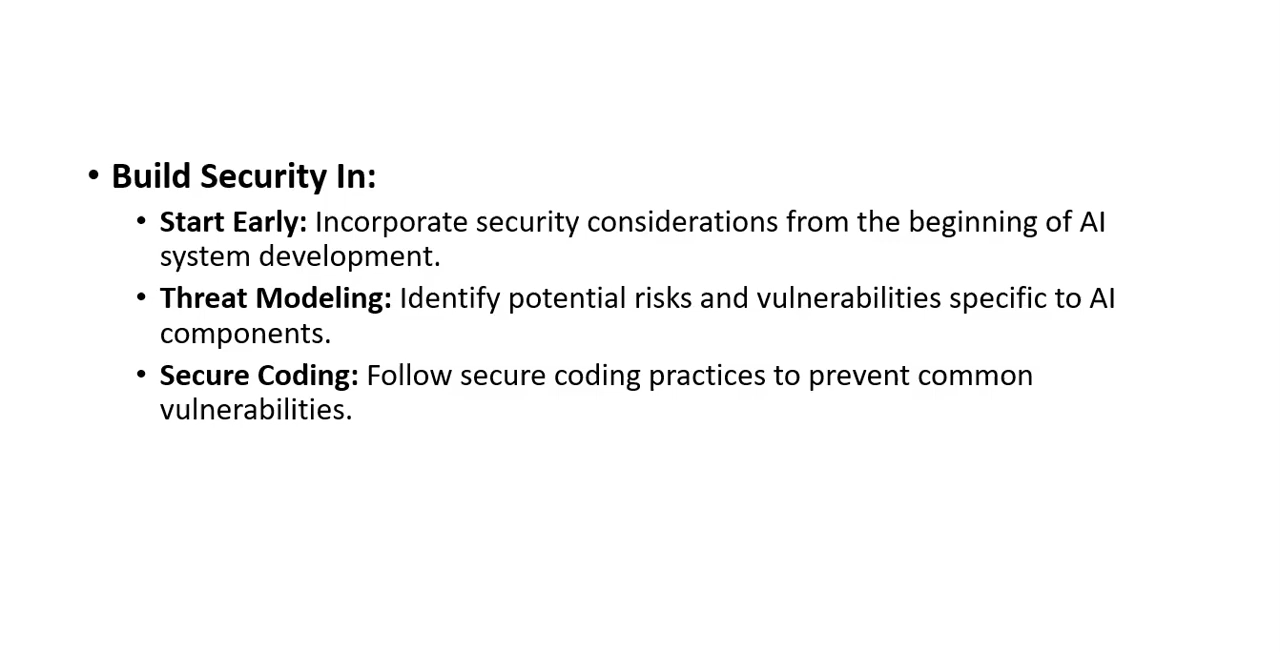 • Build Security In:
• Start Early: Incorporate security considerations from the beginning of AI
system development.
• Threat Modeling: Identify potential risks and vulnerabilities specific to AI
components.
• Secure Coding: Follow secure coding practices to prevent common
vulnerabilities.